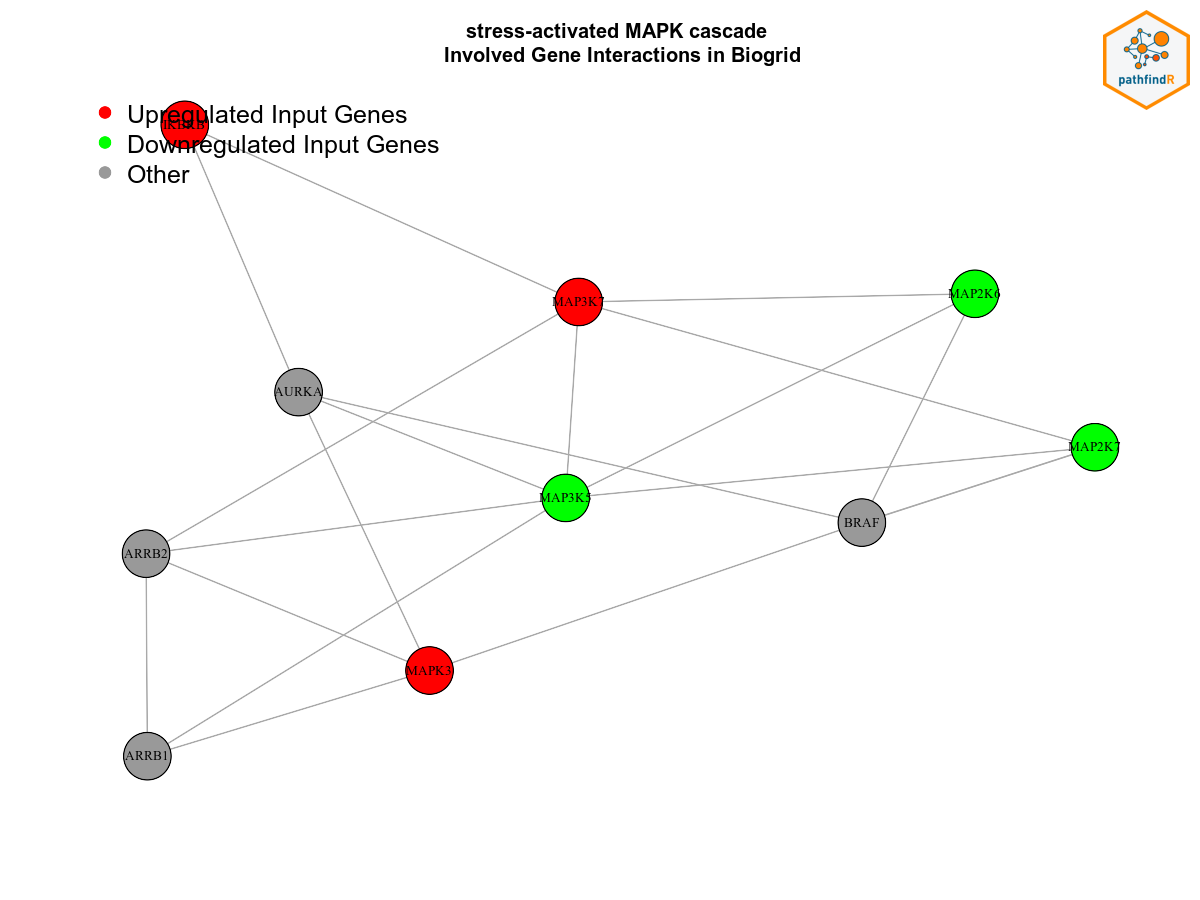 stress-activated MAPK cascade
Involved Gene Interactions in Biogrid
pathfindR
Upregulated Input Genes
Downregulated Input Genes
Other
MAP3K7
MAP2K6
AURKA
MAP2K7
MAP3K5
BRAF
ARRB2
MAPK3
ARRB1